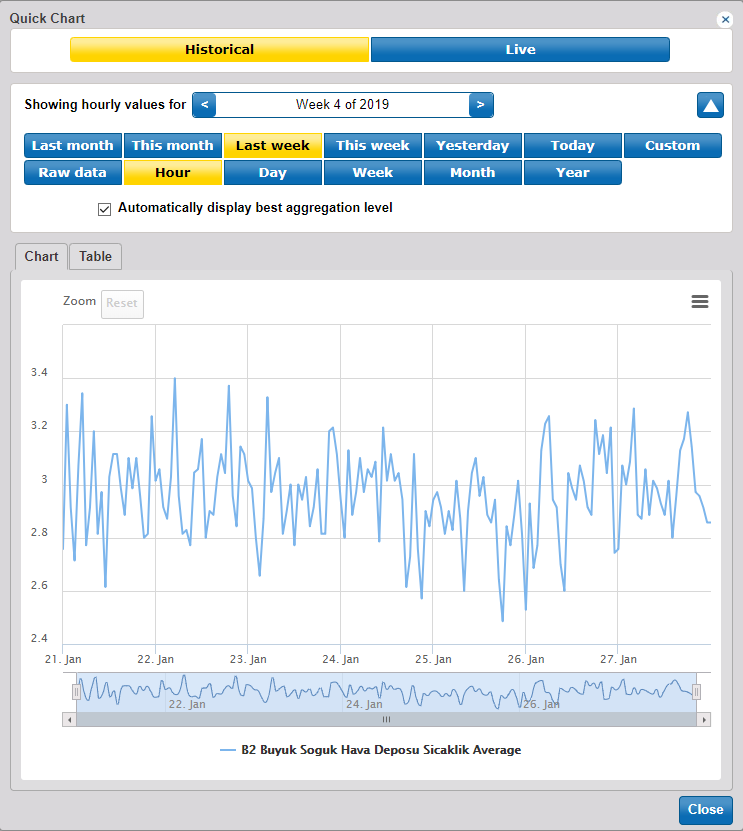 Quick Chart
Historical Live
Showing hourly values for < Week 4 of 2019 >
Last month This month Last week This week Yesterday Today Custom
Raw data Hour Day Week Month Year
Automatically display best aggregation level
Chart Table
Zoom Reset
3.4
3.2
3
2.8
2.6
2.4
21. Jan 22. Jan 23. Jan 24. Jan 25. Jan 26. Jan 27. Jan
22. Jan 24. Jan 26. Jan
B2 Buyuk Soguk Hava Deposu Sicaklik Average
Close